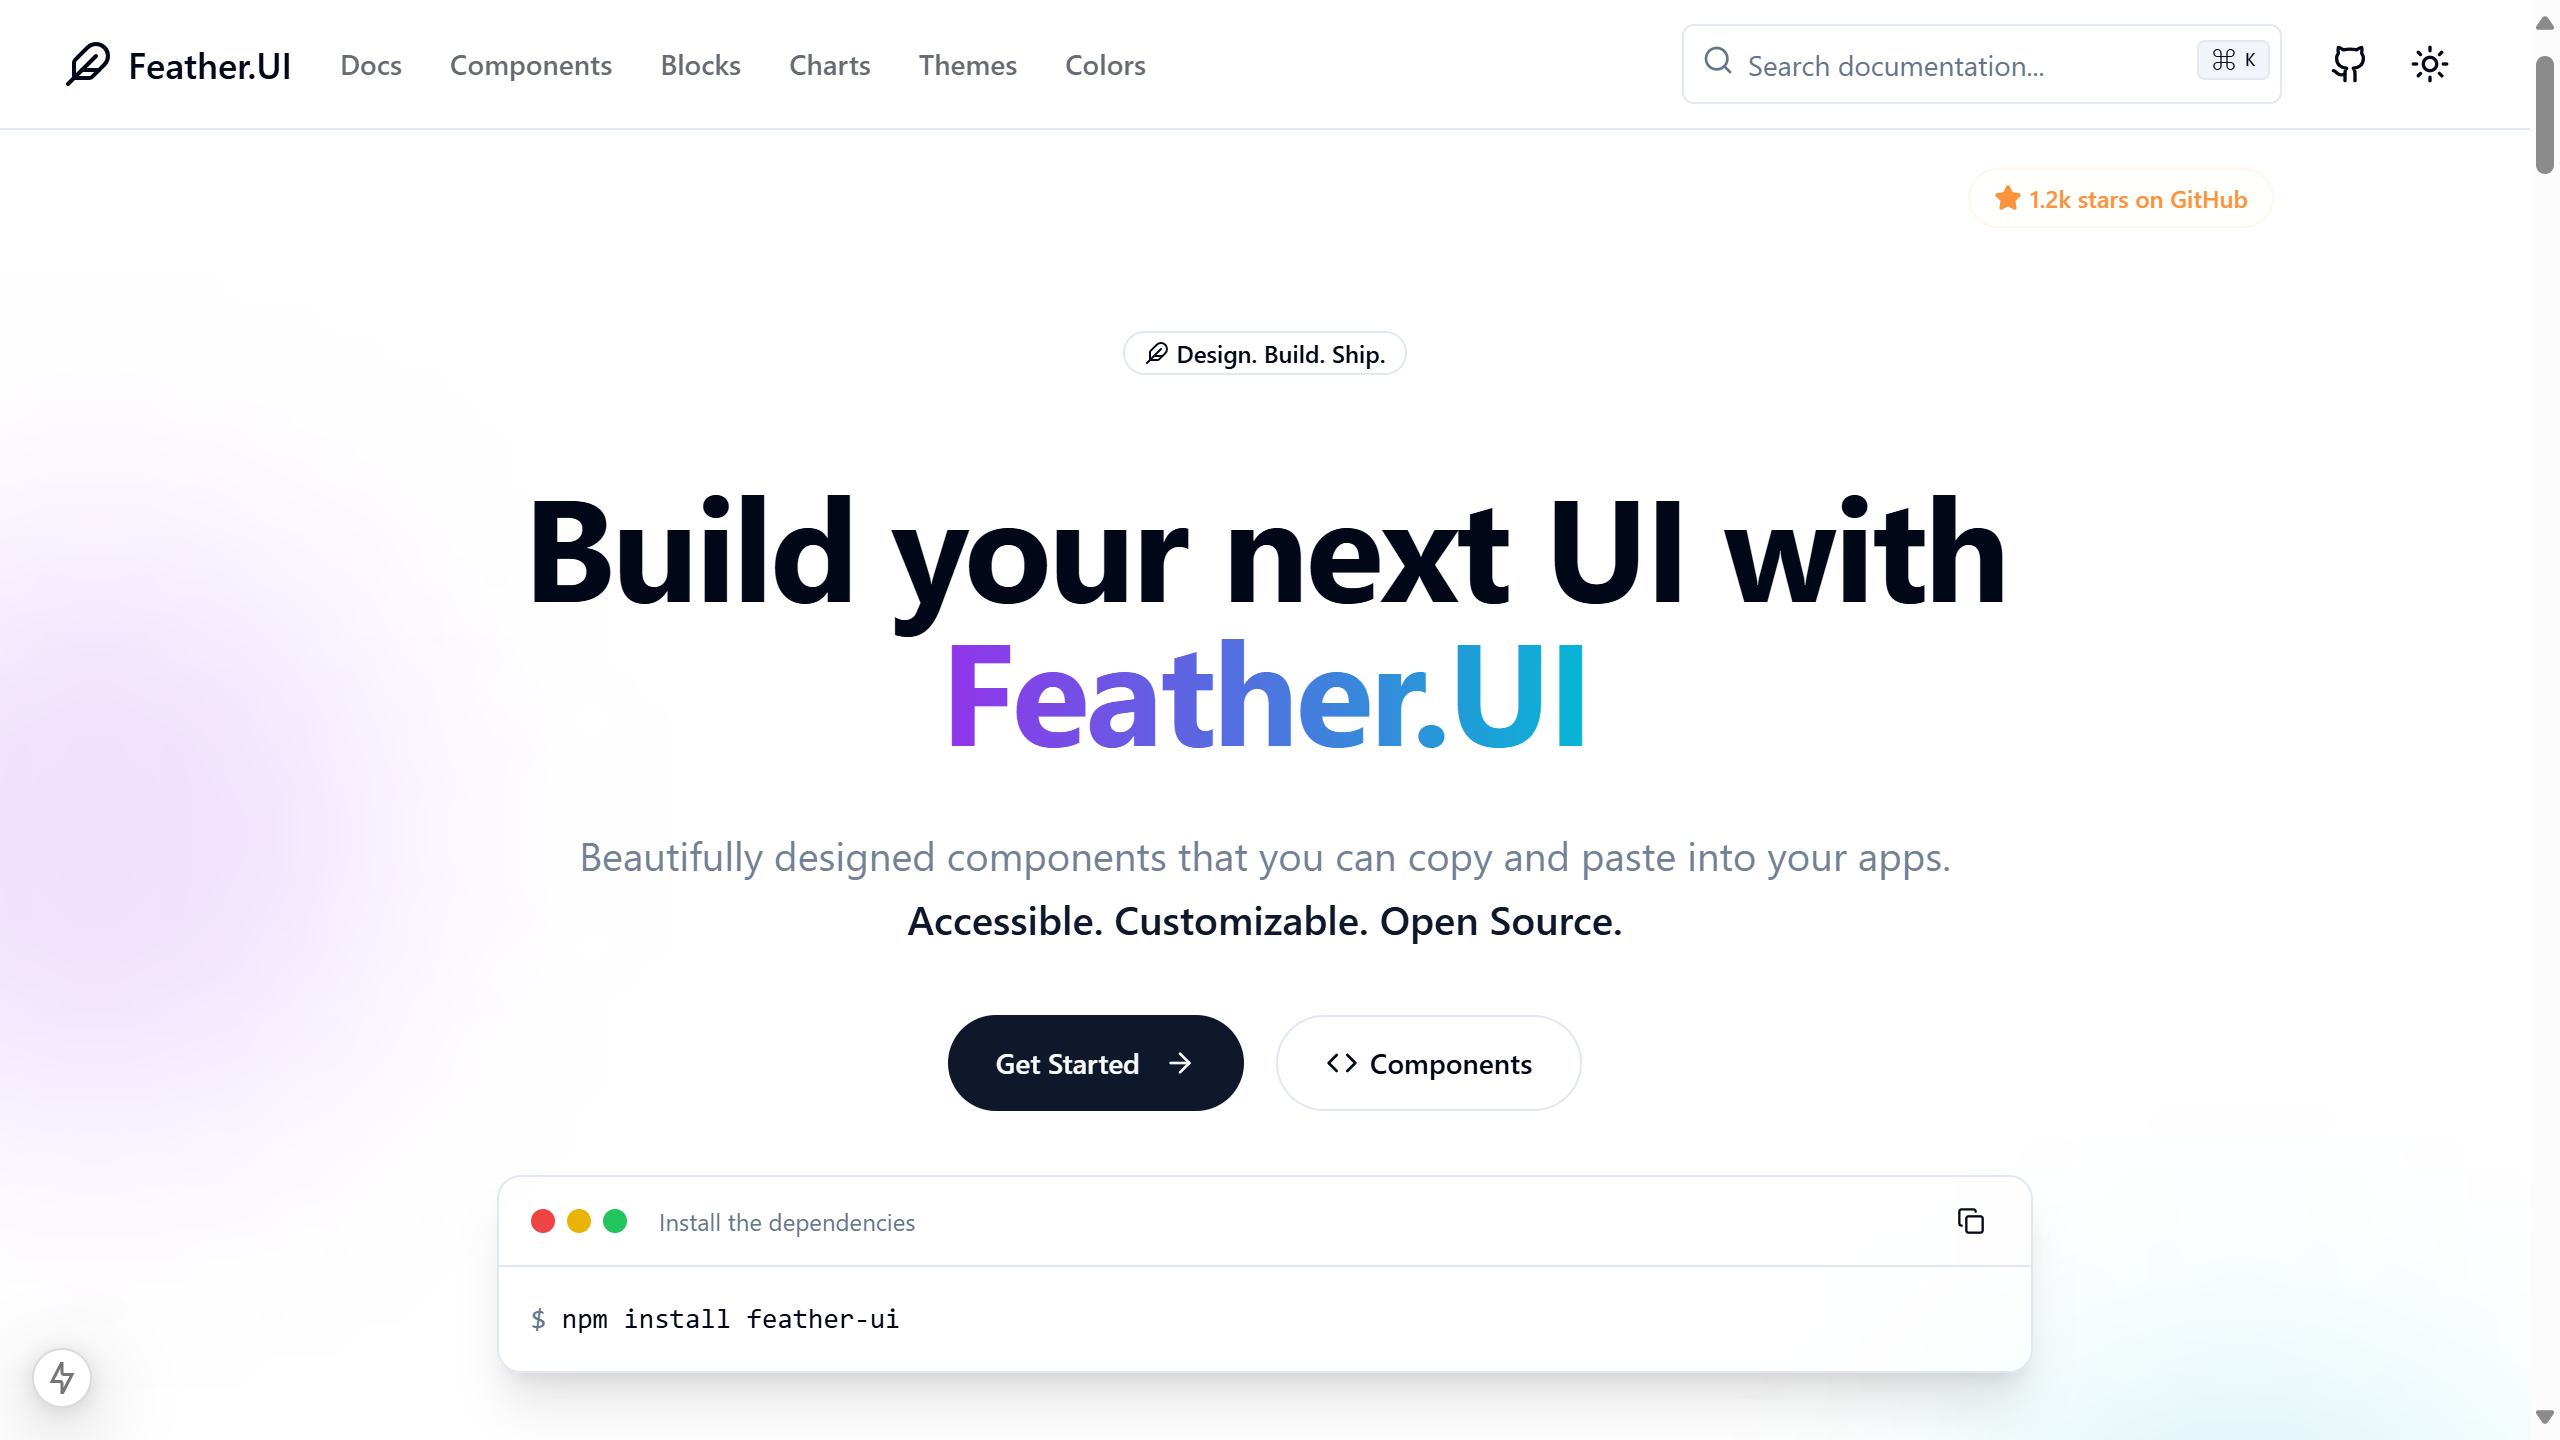 Feather.UI
Docs
Components
Blocks
Charts
Themes
Colors
Search documentation...
⌘ K
1.2k stars on GitHub
Design. Build. Ship.
Build your next UI with
Feather.UI
Beautifully designed components that you can copy and paste into your apps.
Accessible. Customizable. Open Source.
Get Started
Components
Install the dependencies
$ npm install feather-ui